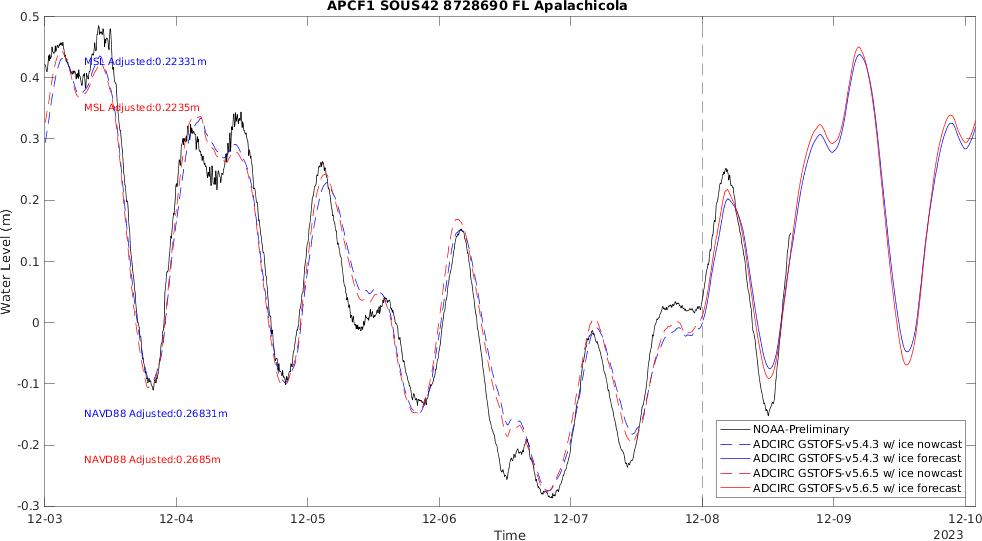 APCF1 SOUS42 8728690 FL Apalachicola
0.5
0.4
0.3
0.2
0.1
0
-0.1
-0.2
-0.3
Water Level (m)
MSL Adjusted:0.22331m
MSL Adjusted:0.2235m
NAVD88 Adjusted:0.26831m
NAVD88 Adjusted:0.2685m
NOAA-Preliminary
ADCIRC GSTOFS-v5.4.3 w/ ice nowcast
ADCIRC GSTOFS-v5.4.3 w/ ice forecast
ADCIRC GSTOFS-v5.6.5 w/ ice nowcast
ADCIRC GSTOFS-v5.6.5 w/ ice forecast
12-03 12-04 12-05 12-06 12-07 12-08 12-09 12-10
Time
2023